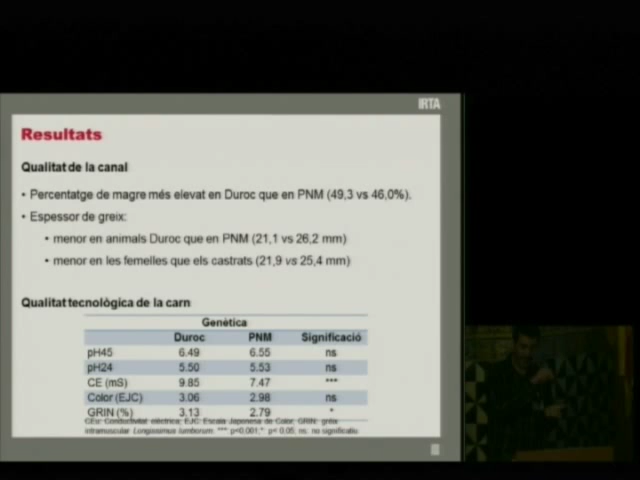 IRTA
Resultats
Qualitat de la canal
• Percentatge de magre més elevat en Duroc que en PNM (49,3 vs 46,0%).
• Espessor de greix:
• menor en animals Duroc que en PNM (21,1 vs 26,2 mm)
• menor en les femelles que els castrats (21,9 vs 25,4 mm)
Qualitat tecnològica de la carn
Genètica
Duroc PNM Significació
pH45 6.49 6.55 ns
pH24 5.50 5.53 ns
CE (mS) 9.85 7.47 ***
Color (EJC) 3.06 2.98 ns
GRIN (%) 3.13 2.79 *
CEs: Conductivitat elèctrica; EJC: Escala Japonesa de Color; GRIN: greix
intramuscular Longissimus lumborum. *** p<0,001,* p< 0,05, ns: no significatiu